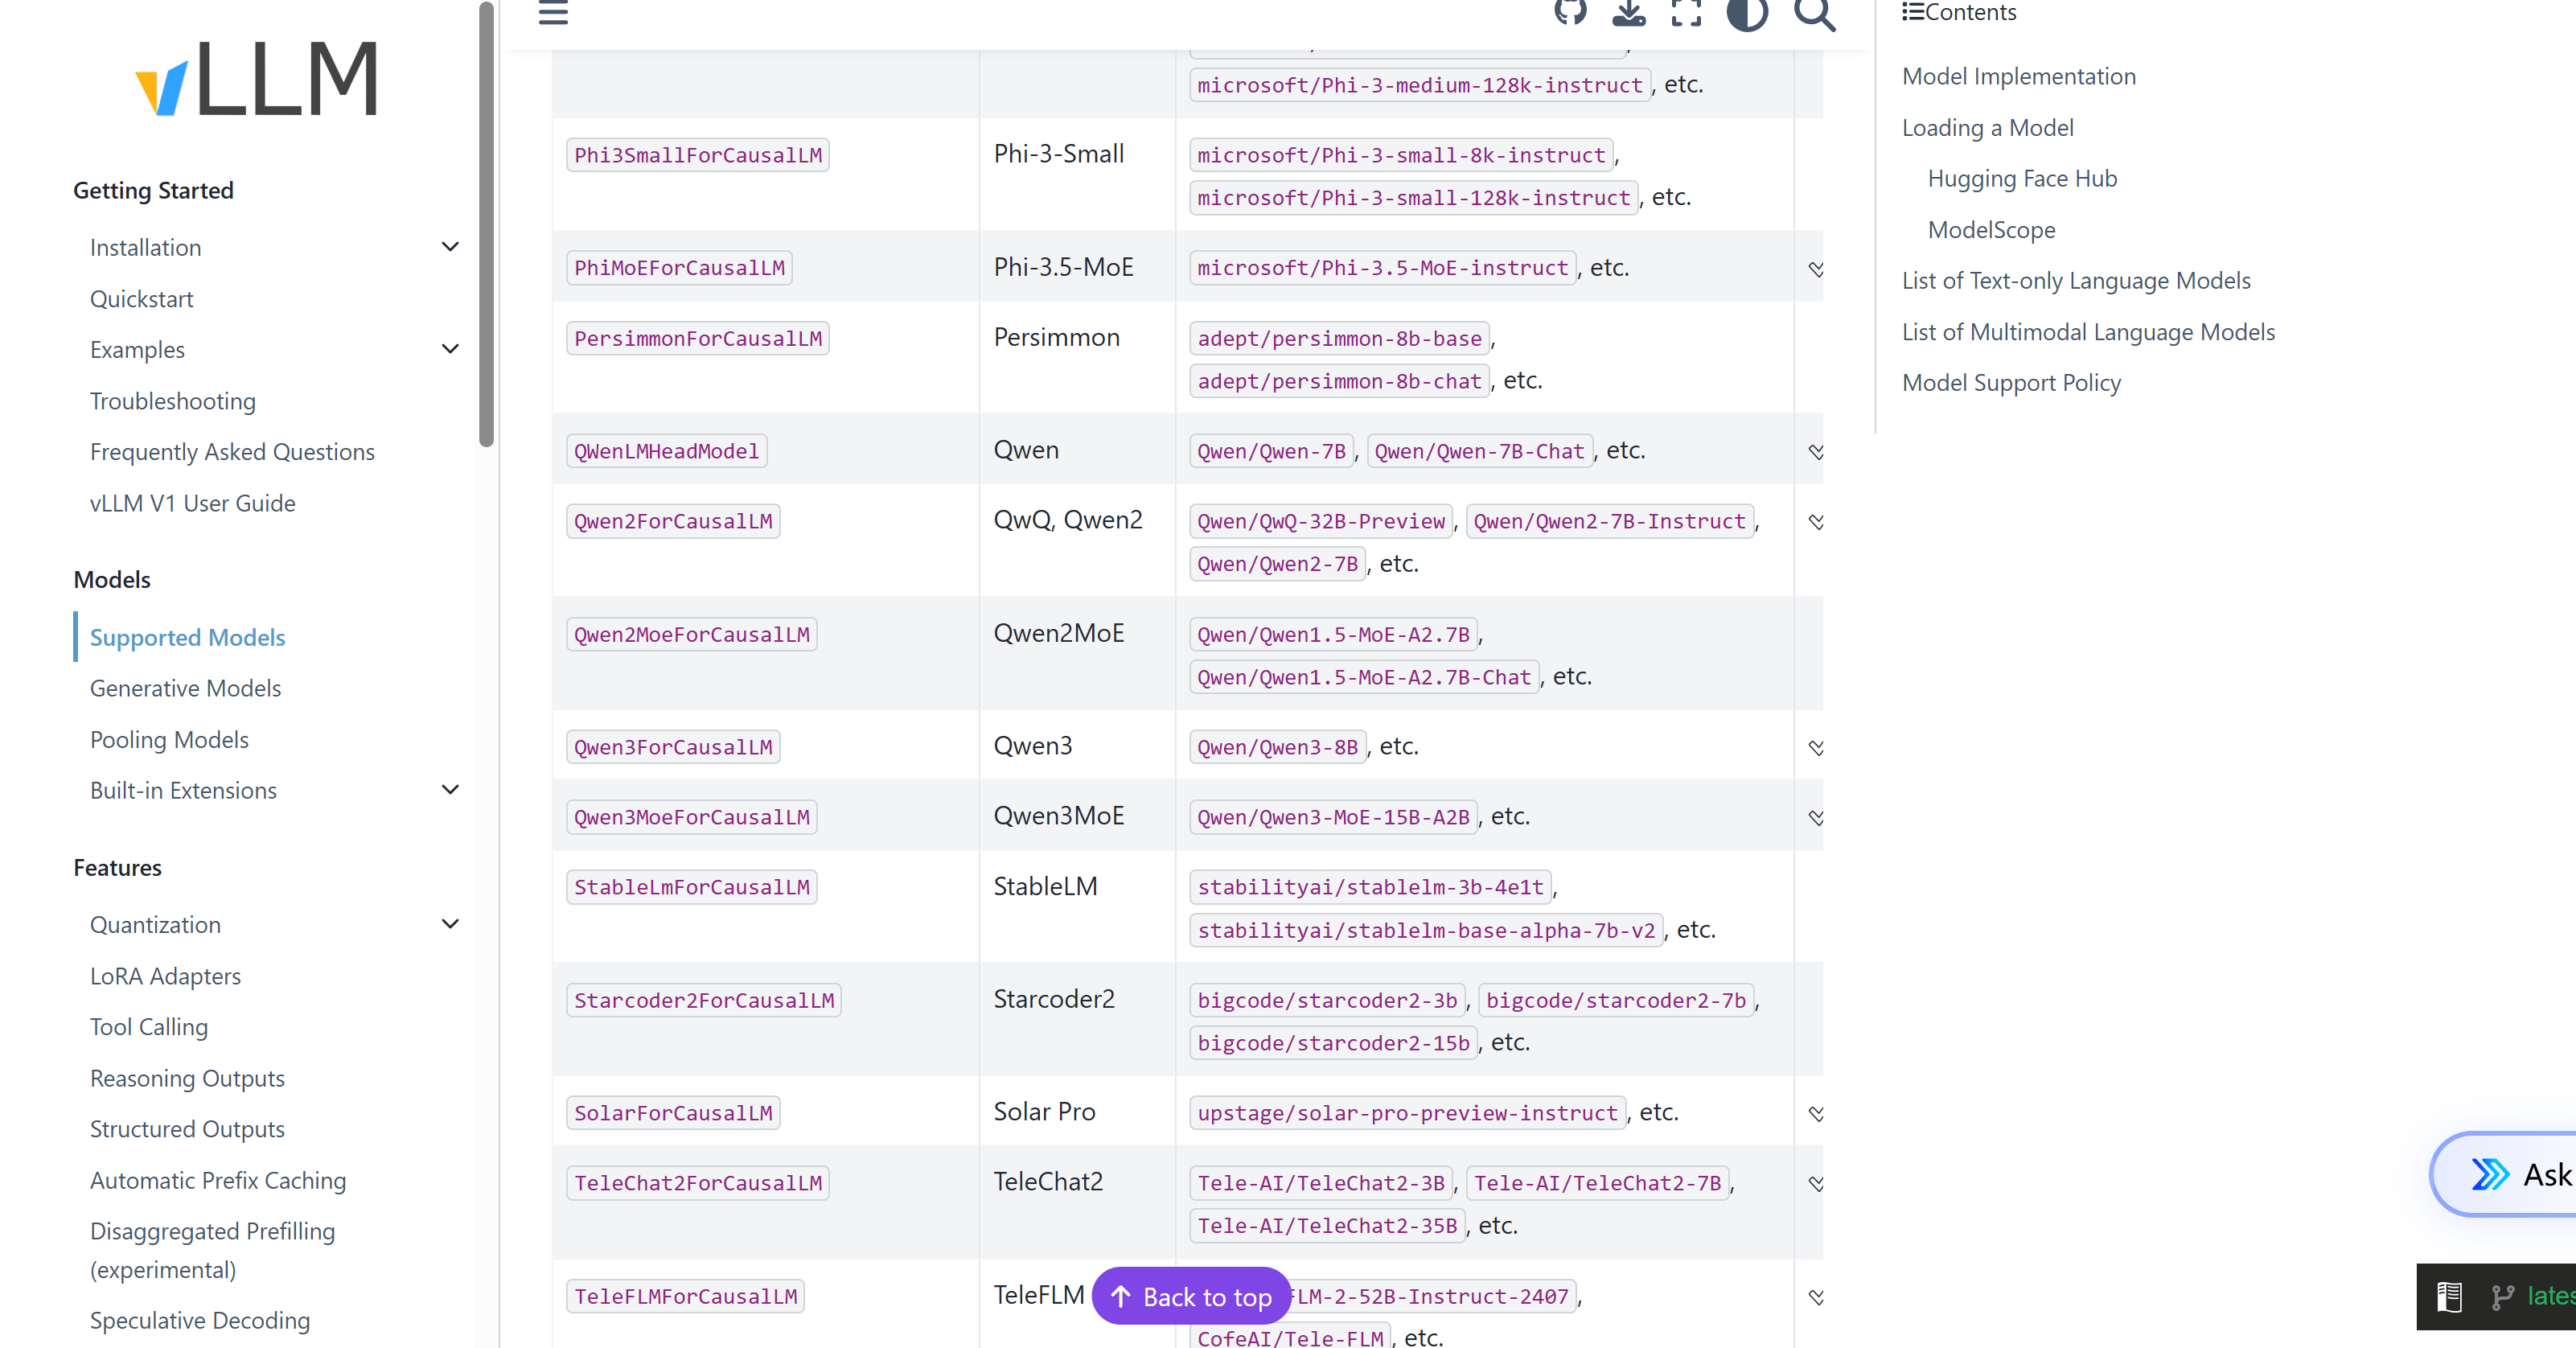 vLLM
Getting Started
Installation
Quickstart
Examples
Troubleshooting
Frequently Asked Questions
vLLM V1 User Guide
Models
Supported Models
Generative Models
Pooling Models
Built-in Extensions
Features
Quantization
LoRA Adapters
Tool Calling
Reasoning Outputs
Structured Outputs
Automatic Prefix Caching
Disaggregated Prefilling
(experimental)
Speculative Decoding
microsoft/Phi-3-medium-128k-instruct, etc.
Phi3SmallForCausalLM Phi-3-Small microsoft/Phi-3-small-8k-instruct,
microsoft/Phi-3-small-128k-instruct, etc.
PhiMoEForCausalLM Phi-3.5-MoE microsoft/Phi-3.5-MoE-instruct, etc.
PersimmonForCausalLM Persimmon adept/persimmon-8b-base,
adept/persimmon-8b-chat, etc.
QWenLMHeadModel Qwen Qwen/Qwen-7B, Qwen/Qwen-7B-Chat, etc.
Qwen2ForCausalLM QwQ, Qwen2 Qwen/QwQ-32B-Preview, Qwen/Qwen2-7B-Instruct,
Qwen/Qwen2-7B, etc.
Qwen2MoeForCausalLM Qwen2MoE Qwen/Qwen1.5-MoE-A2.7B,
Qwen/Qwen1.5-MoE-A2.7B-Chat, etc.
Qwen3ForCausalLM Qwen3 Qwen/Qwen3-8B, etc.
Qwen3MoeForCausalLM Qwen3MoE Qwen/Qwen3-MoE-15B-A2B, etc.
StableLmForCausalLM StableLM stabilityai/stablelm-3b-4e1t,
stabilityai/stablelm-base-alpha-7b-v2, etc.
Starcoder2ForCausalLM Starcoder2 bigcode/starcoder2-3b, bigcode/starcoder2-7b,
bigcode/starcoder2-15b, etc.
SolarForCausalLM Solar Pro upstage/solar-pro-preview-instruct, etc.
TeleChat2ForCausalLM TeleChat2 Tele-AI/TeleChat2-3B, Tele-AI/TeleChat2-7B,
Tele-AI/TeleChat2-35B, etc.
TeleFLMForCausalLM TeleFLM FLM-2-52B-Instruct-2407,
CofeAI/Tele-FLM, etc.
Back to top
Contents
Model Implementation
Loading a Model
Hugging Face Hub
ModelScope
List of Text-only Language Models
List of Multimodal Language Models
Model Support Policy
Ask
lates